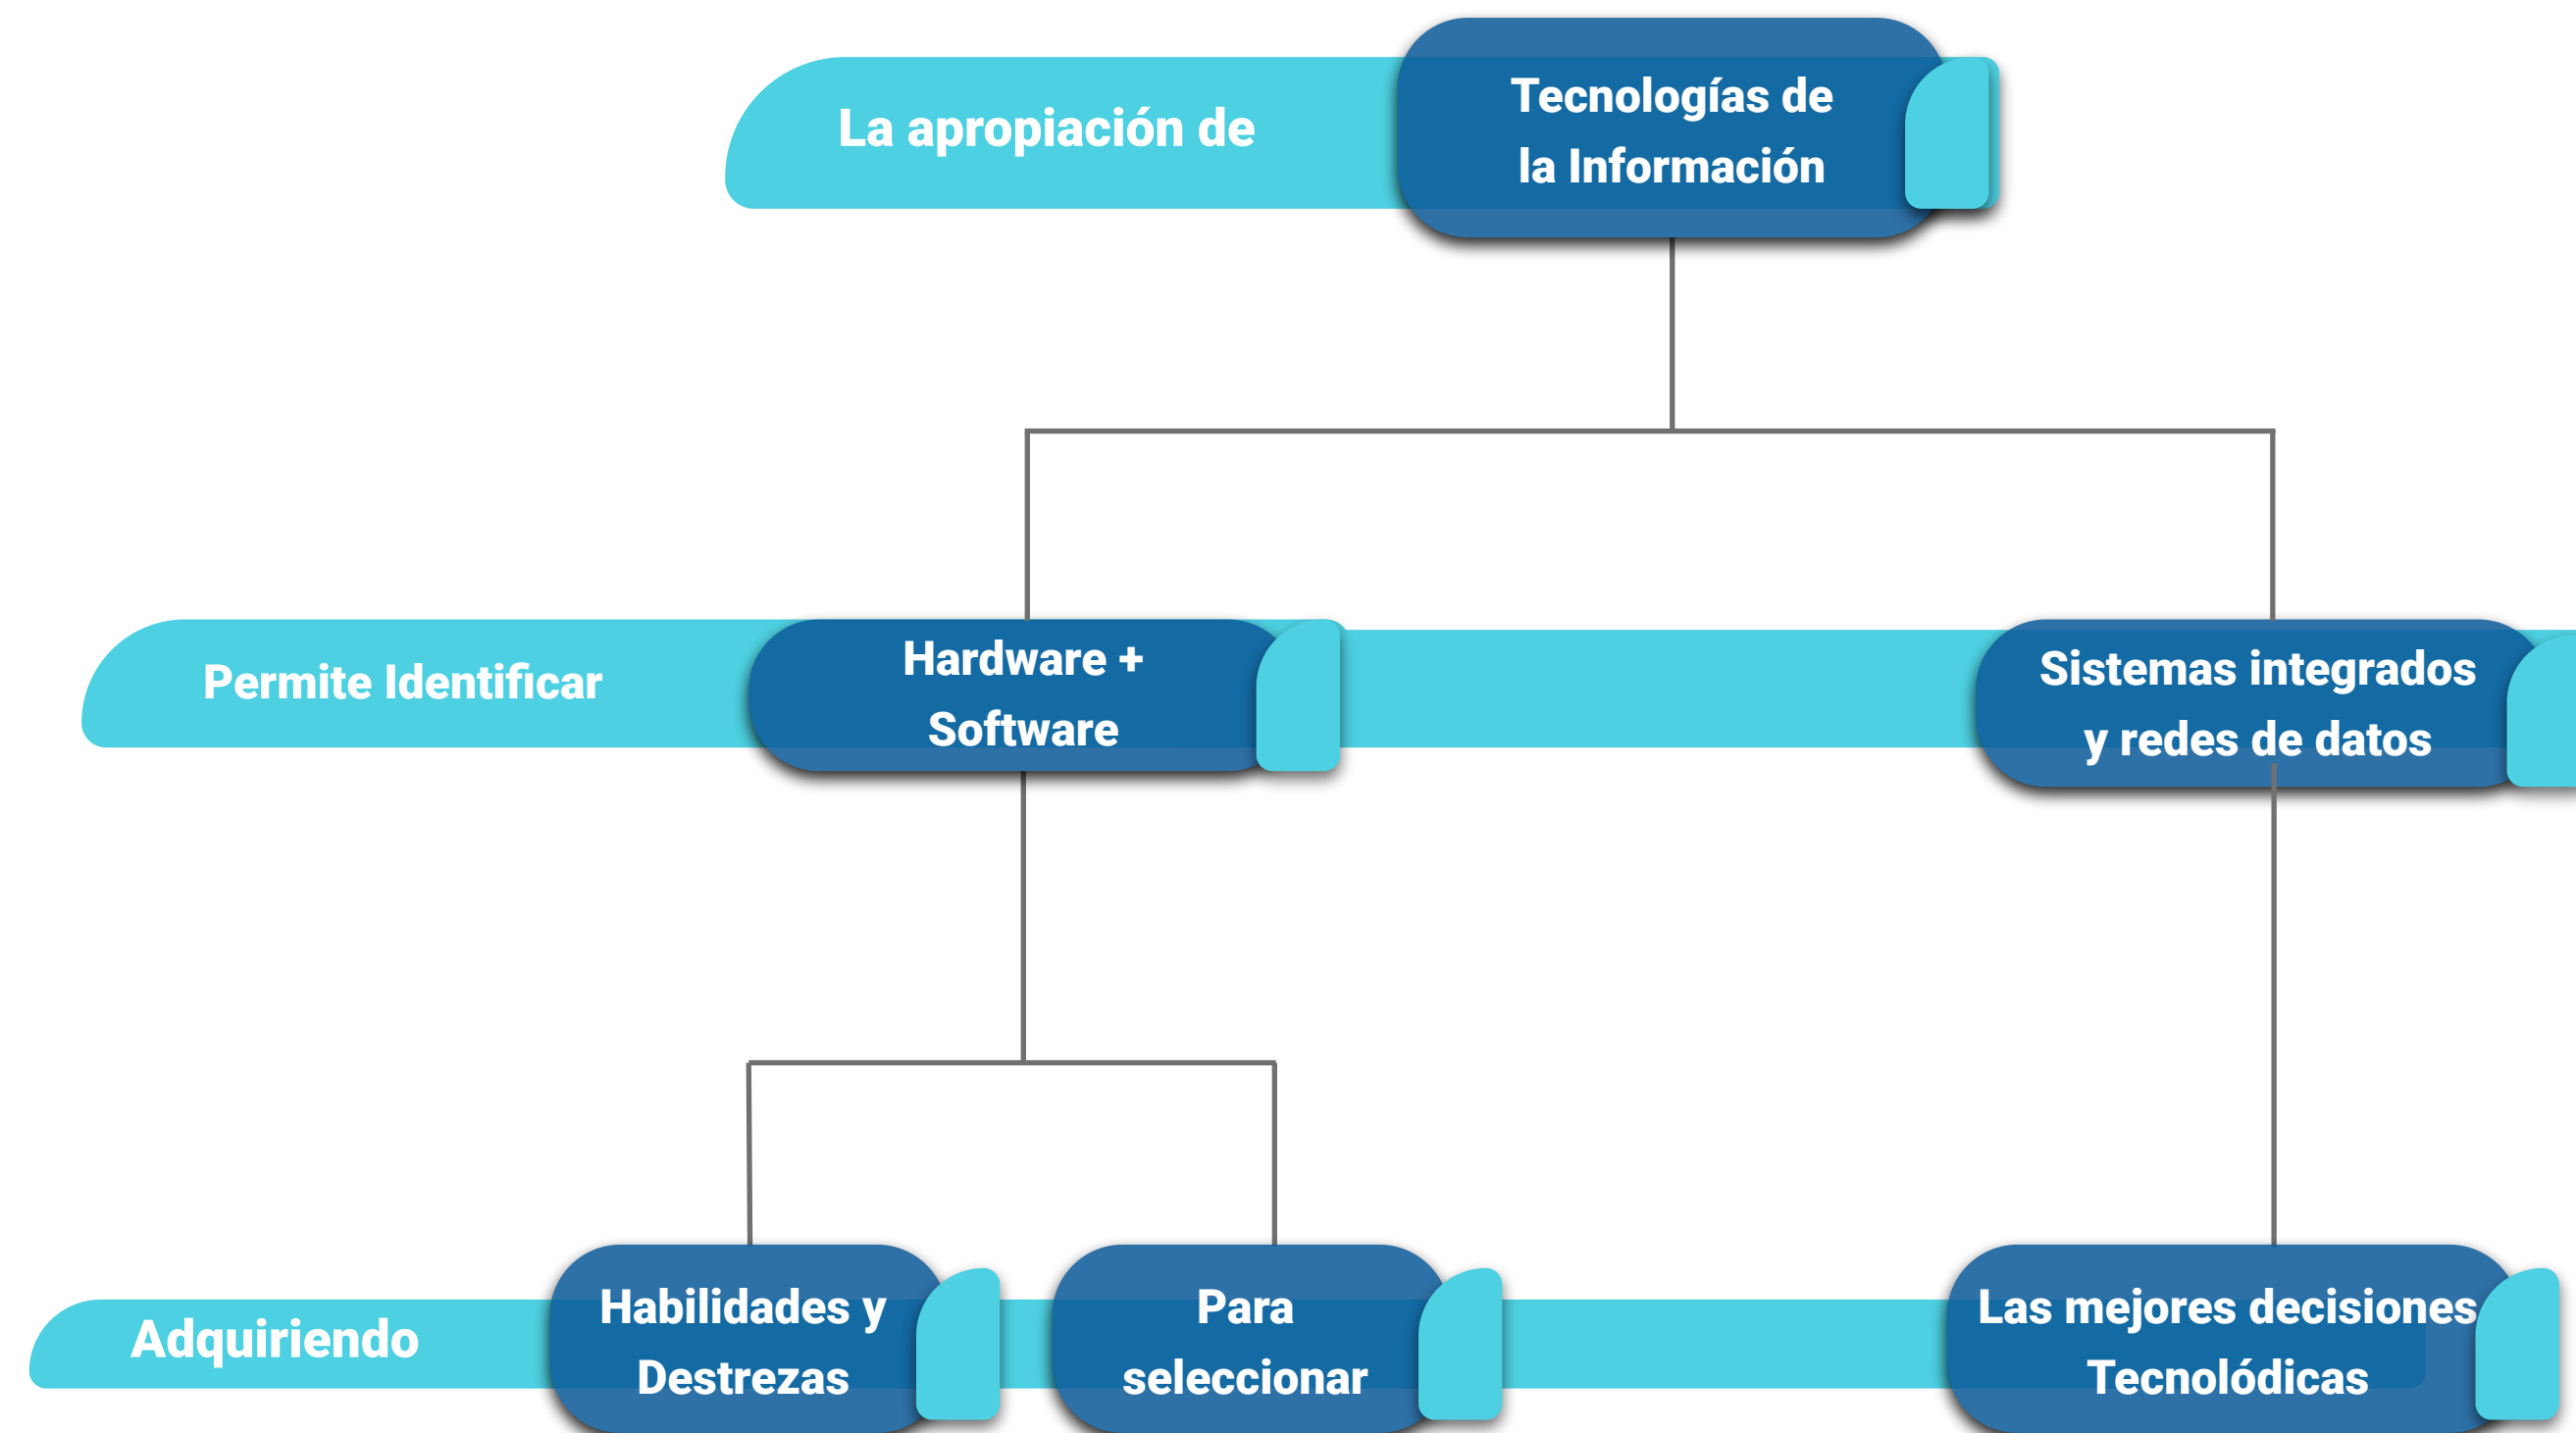 La apropiación de
Tecnologías de
la Información
Permite Identificar
Hardware +
Software
Sistemas integrados
y redes de datos
Adquiriendo
Habilidades y
Destrezas
Para
seleccionar
Las mejores decisiones
Tecnolódicas